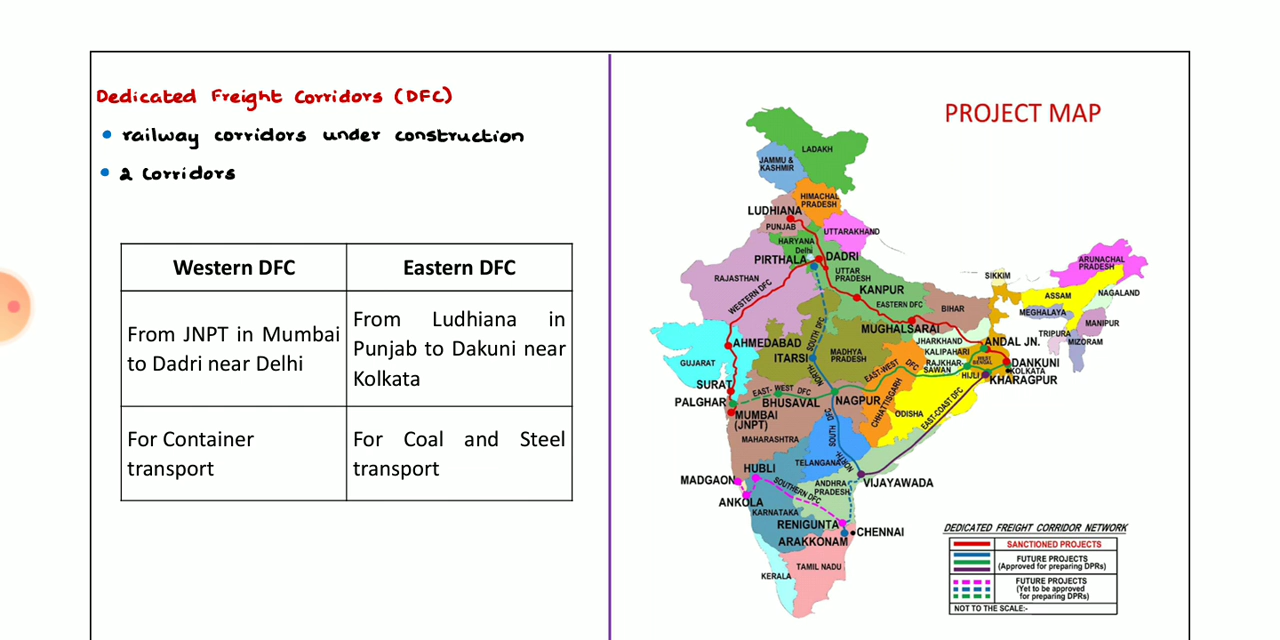 Dedicated Freight Corridors (DFC)
• railway corridors under construction
• 2 Corridors
Western DFC
Eastern DFC
From JNPT in Mumbai
to Dadri near Delhi
From Ludhiana in
Punjab to Dakuni near
Kolkata
For Container
transport
For Coal and Steel
transport
PROJECT MAP
LADAKH
JAMMU &
KASHMIR
HIMACHAL
PRADESH
LUDHIANA
PUNJAB
UTTARAKHAND
HARYANA
Delhi
PIRTHALA
DADRI
RAJASTHAN
UTTAR
PRADESH
WESTERN DFC
KANPUR
EASTERN DFC
BIHAR
SIKKIM
ARUNACHAL
PRADESH
ASSAM
NAGALAND
MEGHALAYA
MANIPUR
TRIPURA
MIZORAM
MUGHALSARAI
JHARKHAND
ANDAL JN.
AHMEDABAD
GUJARAT
ITARSI
MADHYA
PRADESH
NORTH-
SOUTH DFC
KALIPAHARI
WEST
BENGAL
DANKUNI
KOLKATA
RAJKHAR
SAWAN
HIJLI
KHARAGPUR
EAST-WEST DFC
SURAT
PALGHAR
EAST-WEST DFC
BHUSAVAL
NAGPUR
CHHATTISGARH
ODISHA
EAST-COAST DFC
MUMBAI
(JNPT)
MAHARASHTRA
SOUTH DFC
NORTH-
TELANGANA
HUBLI
MADGAON
ANKOLA
SOUTHERN DFC
ANDHRA
PRADESH
VIJAYAWADA
KARNATAKA
RENIGUNTA
CHENNAI
ARAKKONAM
TAMIL NADU
KERALA
DEDICATED FREIGHT CORRIDOR NETWORK
SANCTIONED PROJECTS
FUTURE PROJECTS
(Approved for preparing DPRs)
FUTURE PROJECTS
(Yet to be approved
for preparing DPRs)
NOT TO THE SCALE:-